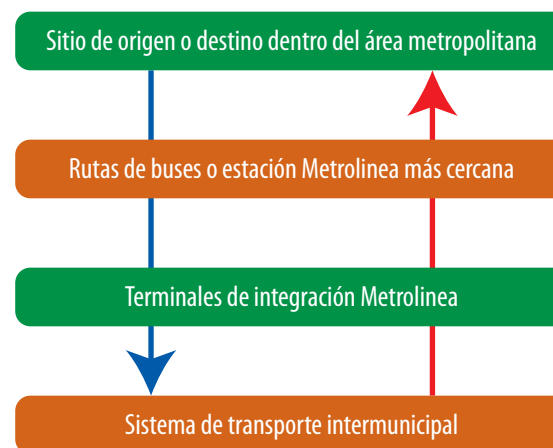 Sitio de origen o destino dentro del área metropolitana
Rutas de buses o estación Metrolinea más cercana
Terminales de integración Metrolinea
Sistema de transporte intermunicipal